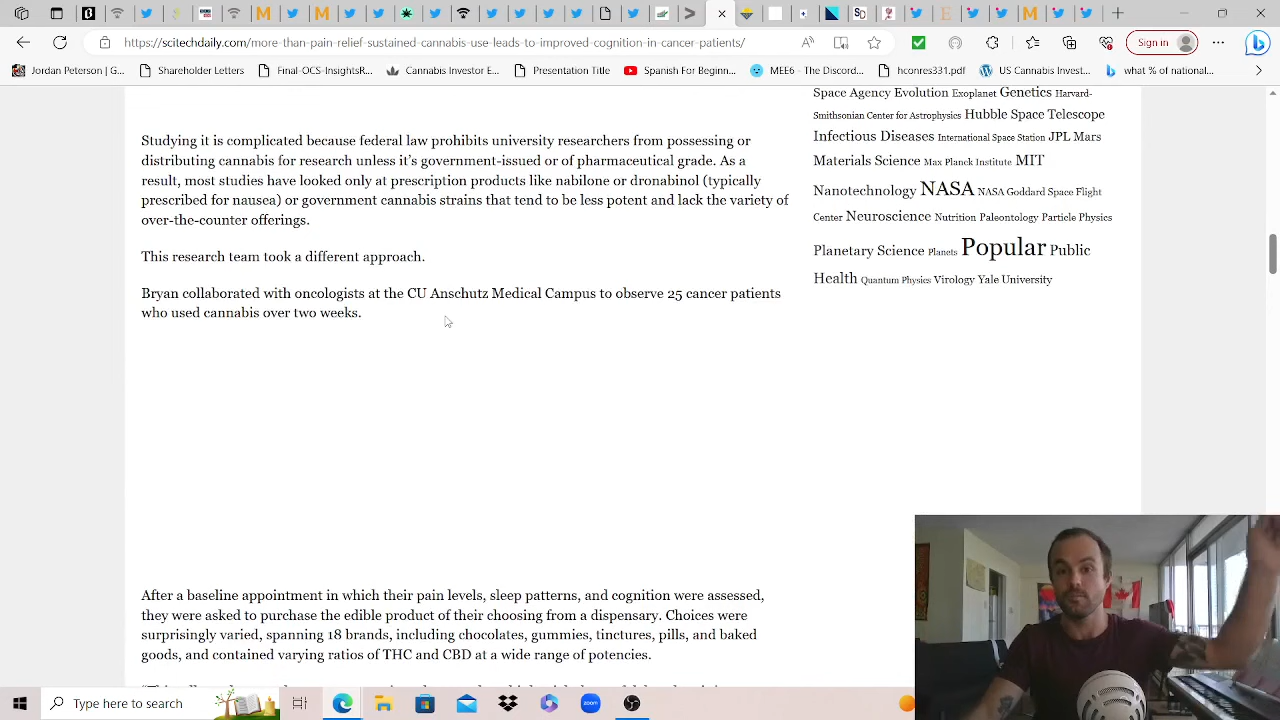 https://scitechdaily.com/more-than-pain-relief-sustained-cannabis-use-leads-to-improved-cognition-in-cancer-patients/
Sign in
Jordan Peterson | G...
Shareholder Letters
Final-OCS-InsightsR...
Cannabis Investor E...
Presentation Title
Spanish For Beginn...
MEE6 - The Discord...
hconres331.pdf
US Cannabis Invest...
what % of national...
Studying it is complicated because federal law prohibits university researchers from possessing or
distributing cannabis for research unless it's government-issued or of pharmaceutical grade. As a
result, most studies have looked only at prescription products like nabilone or dronabinol (typically
prescribed for nausea) or government cannabis strains that tend to be less potent and lack the variety of
over-the-counter offerings.
This research team took a different approach.
Bryan collaborated with oncologists at the CU Anschutz Medical Campus to observe 25 cancer patients
who used cannabis over two weeks.
After a baseline appointment in which their pain levels, sleep patterns, and cognition were assessed,
they were asked to purchase the edible product of their choosing from a dispensary. Choices were
surprisingly varied, spanning 18 brands, including chocolates, gummies, tinctures, pills, and baked
goods, and contained varying ratios of THC and CBD at a wide range of potencies.
Space Agency Evolution Exoplanet Genetics Harvard-
Smithsonian Center for Astrophysics Hubble Space Telescope
Infectious Diseases International Space Station JPL Mars
Materials Science Max Planck Institute MIT
Nanotechnology NASA NASA Goddard Space Flight
Center Neuroscience Nutrition Paleontology Particle Physics
Planetary Science Planets Popular Public
Health Quantum Physics Virology Yale University
Type here to search